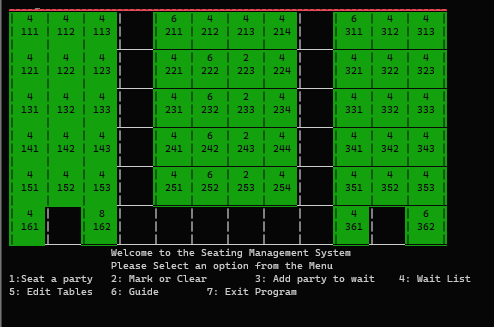 4 4 4 6 4 4 4 6 4 4
111 112 113 211 212 213 214 311 312 313
4 4 4 4 6 2 4 4 4 4
121 122 123 221 222 223 224 321 322 323
4 4 4 4 6 2 4 4 4 4
131 132 133 231 232 233 234 331 332 333
4 4 4 4 6 2 4 4 4 4
141 142 143 241 242 243 244 341 342 343
4 4 4 4 6 2 4 4 4 4
151 152 153 251 252 253 254 351 352 353
4 8 4 6
161 162 361 362
Welcome to the Seating Management System
Please Select an option from the Menu
1:Seat a party 2: Mark or Clear 3: Add party to wait 4: Wait List
5: Edit Tables 6: Guide 7: Exit Program